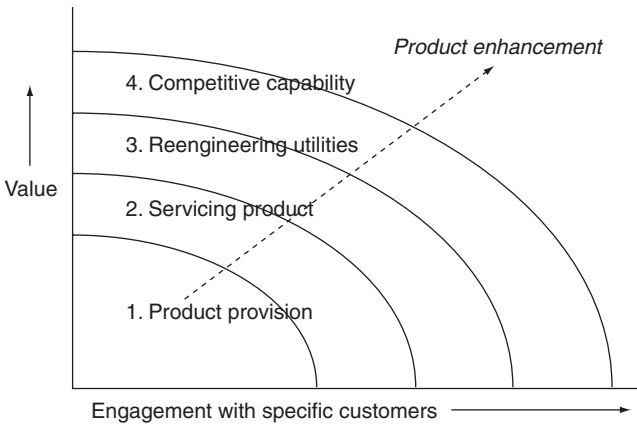 Product enhancement
4. Competitive capability
3. Reengineering utilities
Value
2. Servicing product
1. Product provision
Engagement with specific customers